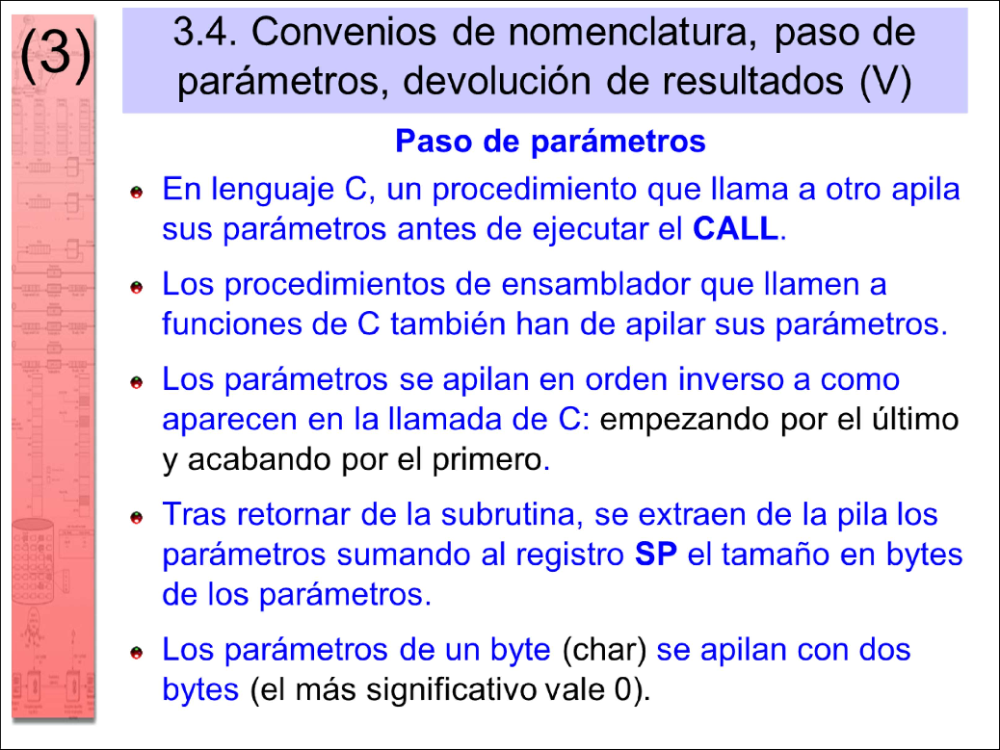 (3)
3.4. Convenios de nomenclatura, paso de
parámetros, devolución de resultados (V)
Paso de parámetros
En lenguaje C, un procedimiento que llama a otro apila
sus parámetros antes de ejecutar el CALL.
Los procedimientos de ensamblador que llamen a
funciones de C también han de apilar sus parámetros.
Los parámetros se apilan en orden inverso a como
aparecen en la llamada de C: empezando por el último
y acabando por el primero.
Tras retornar de la subrutina, se extraen de la pila los
parámetros sumando al registro SP el tamaño en bytes
de los parámetros.
Los parámetros de un byte (char) se apilan con dos
bytes (el más significativo vale 0).